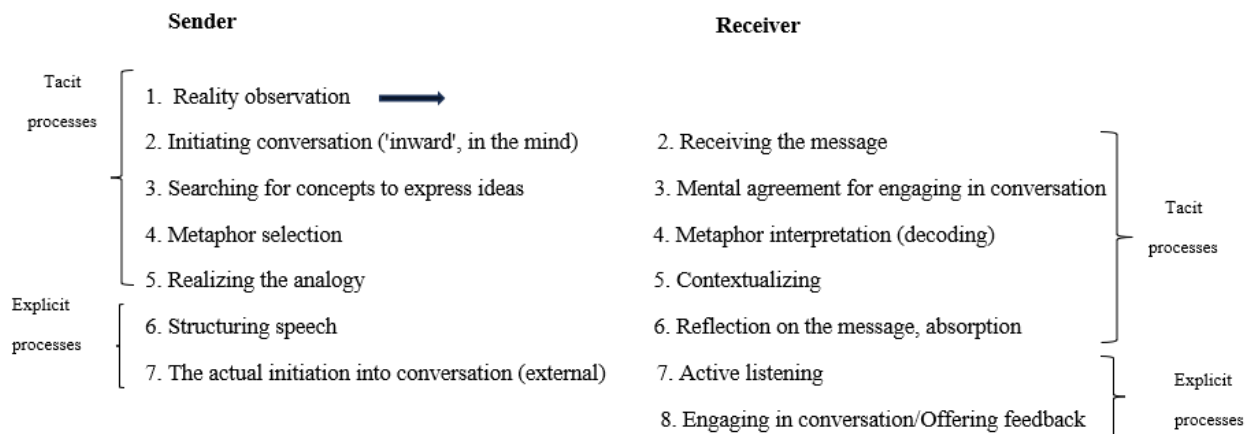 Sender
Receiver
Tacit
processes
1. Reality observation
2. Initiating conversation ('inward', in the mind)
3. Searching for concepts to express ideas
4. Metaphor selection
5. Realizing the analogy
Explicit
processes
6. Structuring speech
7. The actual initiation into conversation (external)
2. Receiving the message
3. Mental agreement for engaging in conversation
4. Metaphor interpretation (decoding)
5. Contextualizing
6. Reflection on the message, absorption
Tacit
processes
7. Active listening
8. Engaging in conversation/Offering feedback
Explicit
processes